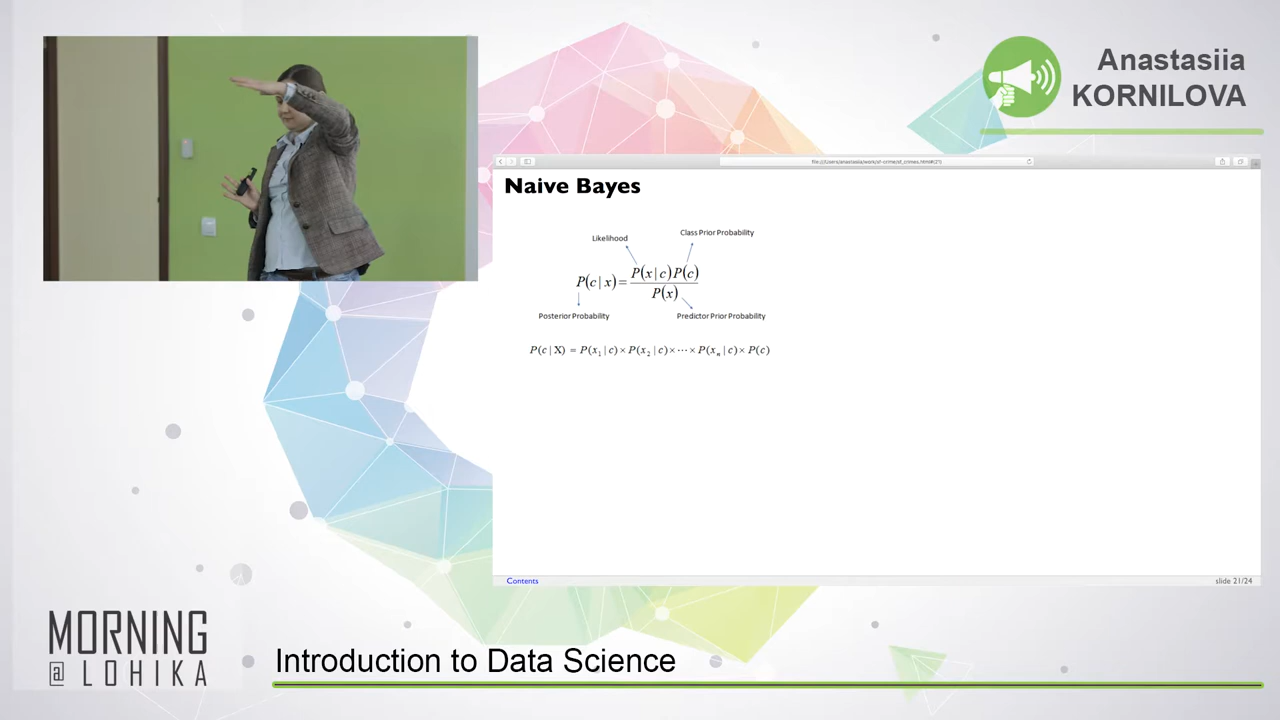 Anastasiia
KORNILOVA
Naive Bayes
Likelihood
Class Prior Probability
P(c | x) = P(x | c) P(c) / P(x)
Posterior Probability
Predictor Prior Probability
P(c | X) = P(x₁ | c) × P(x₂ | c) × ⋯ × P(xₙ | c) × P(c)
Contents
slide 21/24
MORNING
@ LOHIKA
Introduction to Data Science